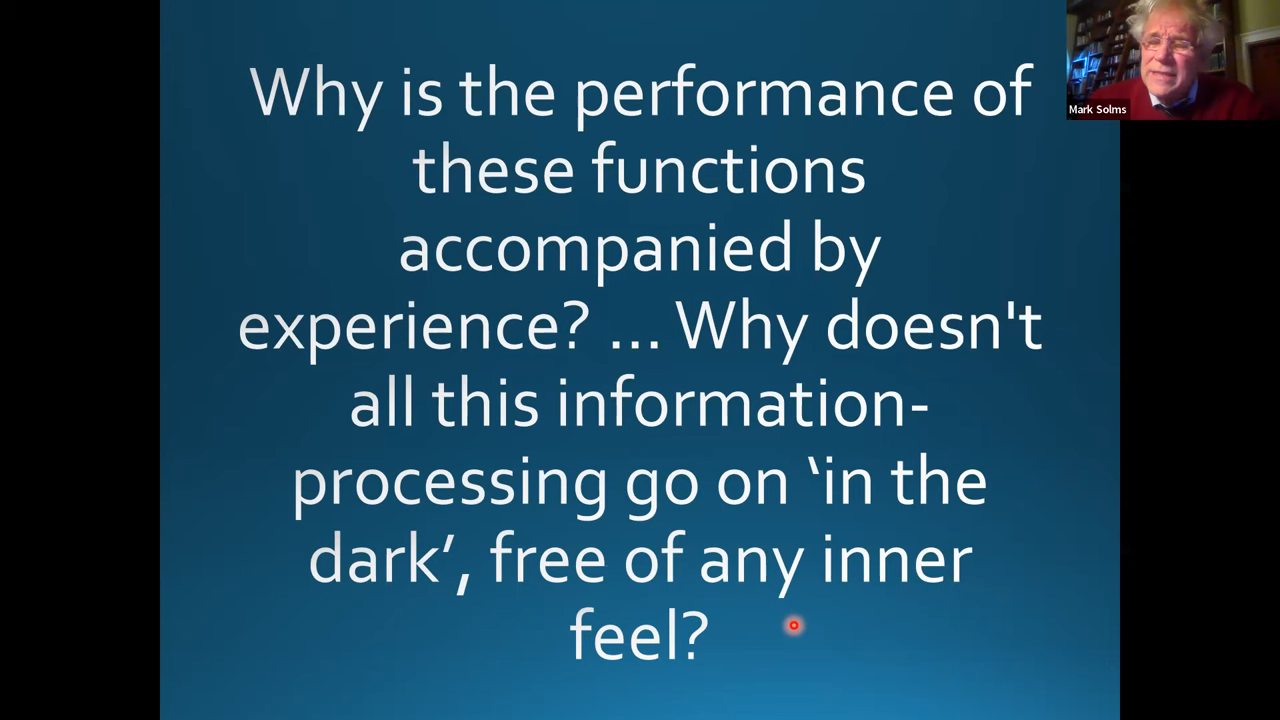 Why is the performance of
these functions
accompanied by
experience? ... Why doesn't
all this information-
processing go on ‘in the
dark’, free of any inner
feel?
Mark Solms